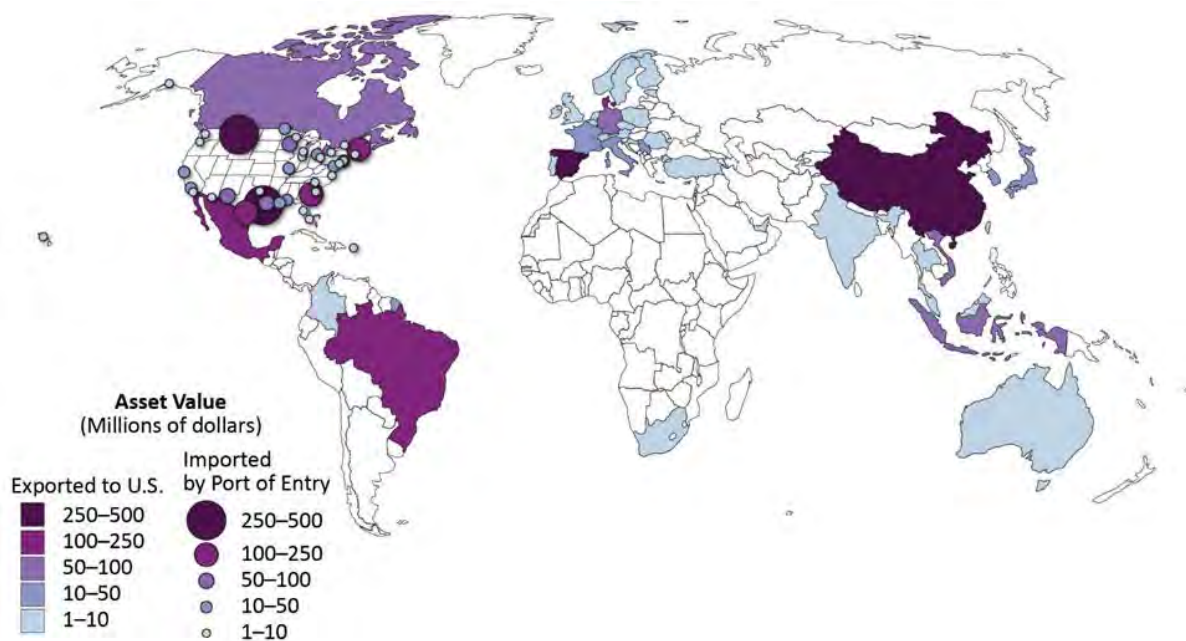 Asset Value
(Millions of dollars)
Exported to U.S.
250–500
100–250
50–100
10–50
1–10
Imported
by Port of Entry
250–500
100–250
50–100
10–50
1–10